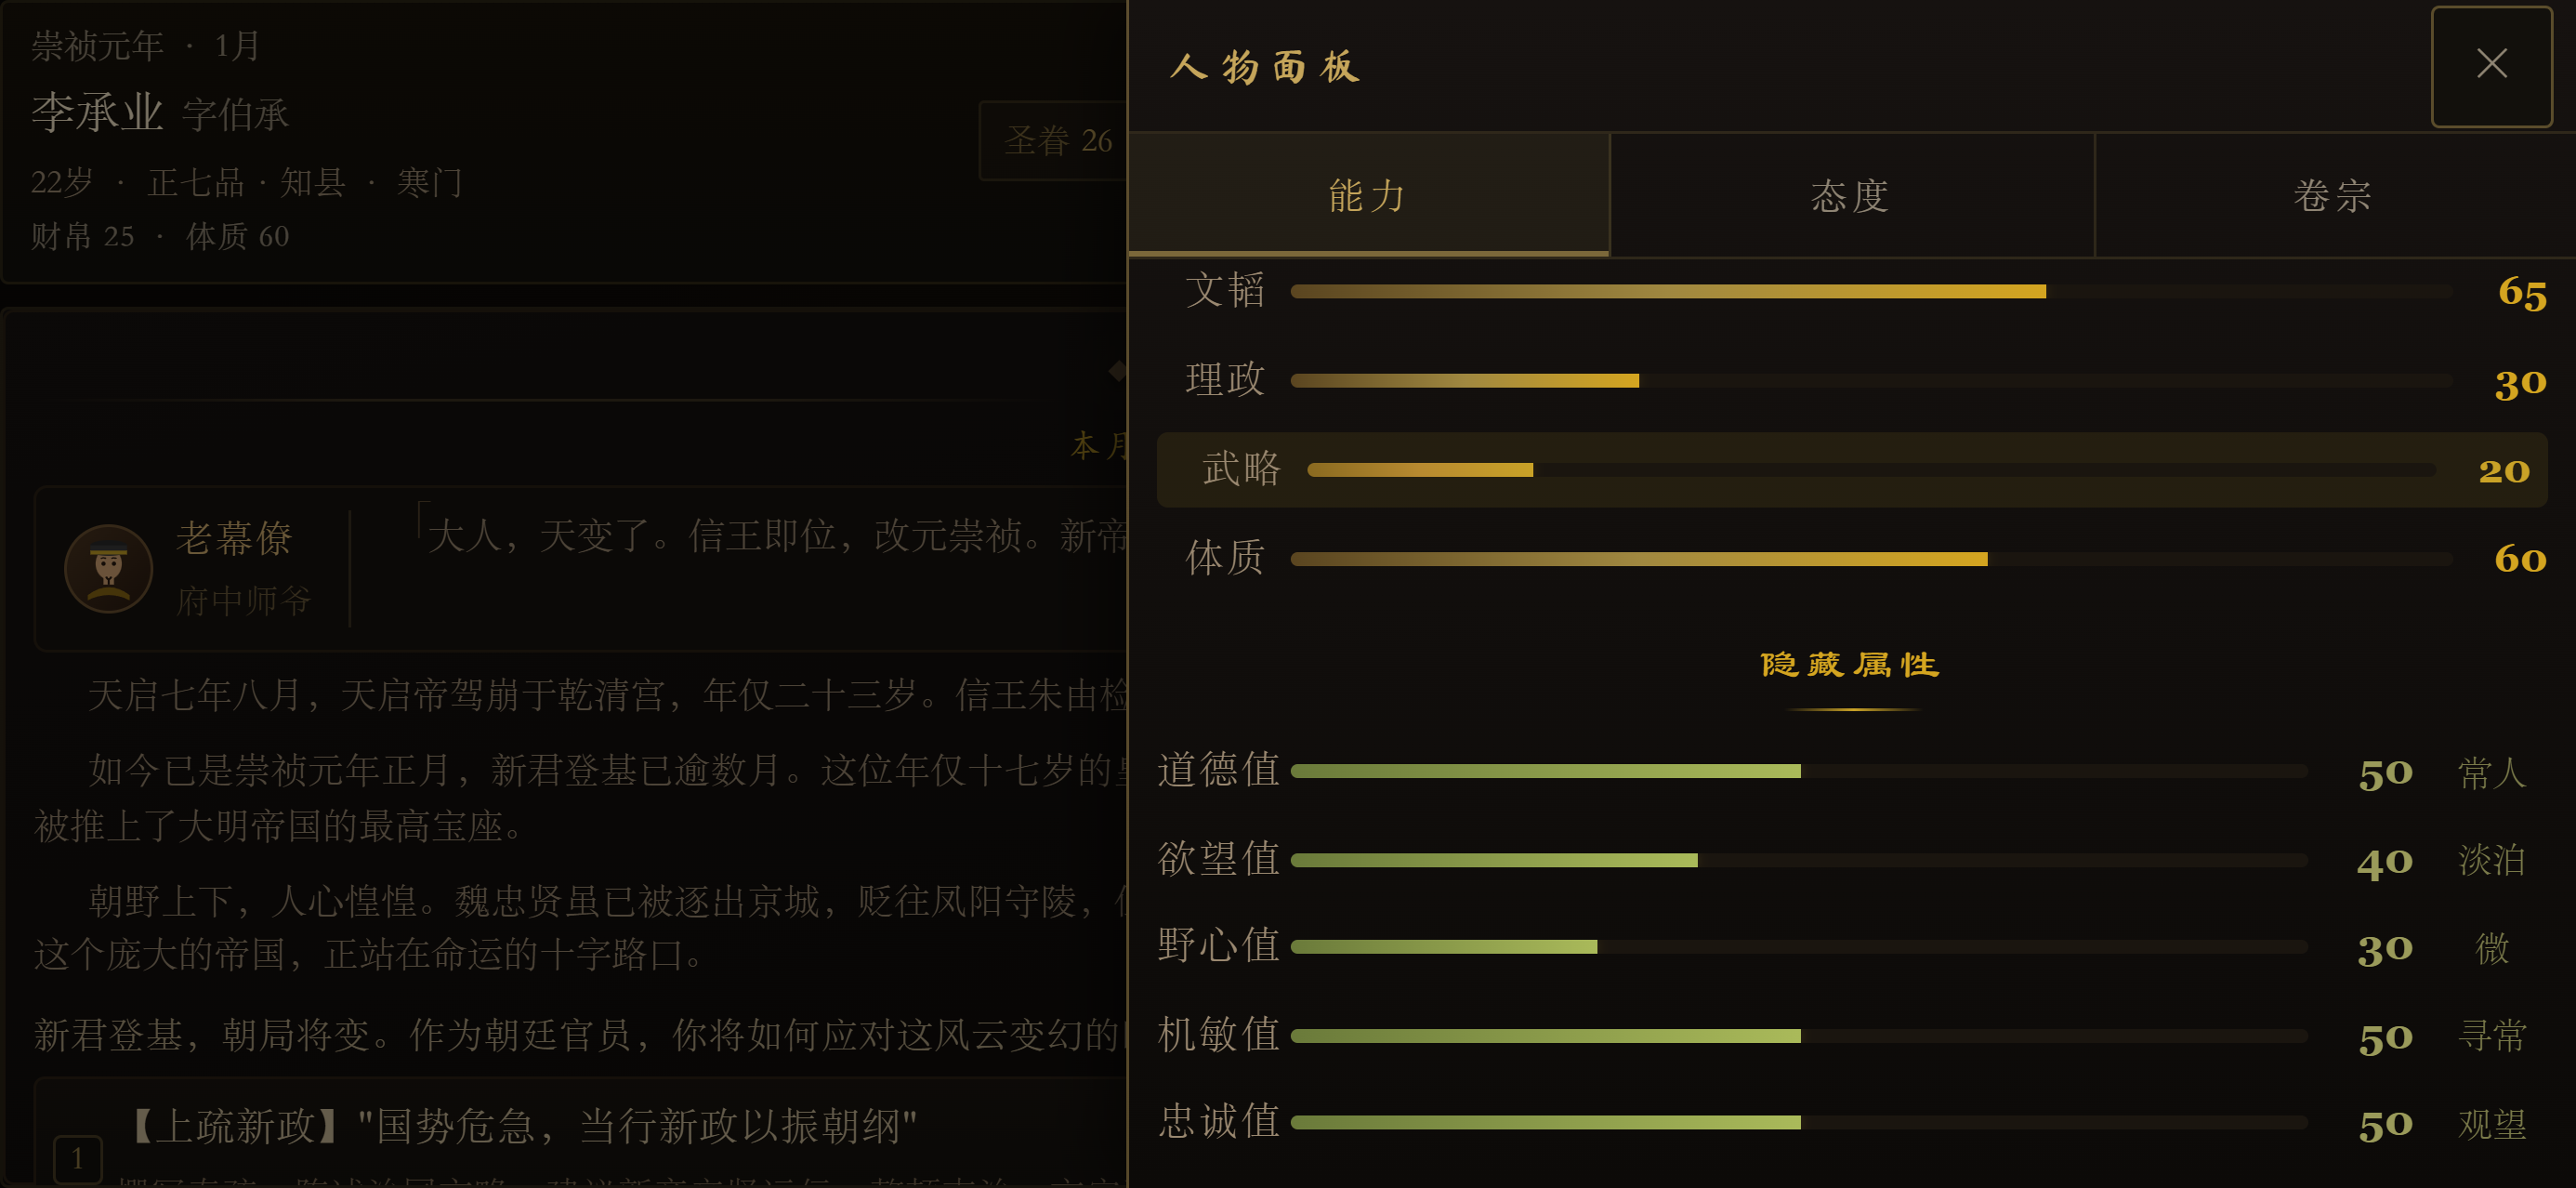 崇祯元年 · 1月
李承业 字伯承
圣眷 26
22岁 · 正七品 · 知县 · 寒门
财帛 25 · 体质 60
本月
老幕僚
府中师爷
「大人，天变了。信王即位，改元崇祯。新帝
天启七年八月，天启帝驾崩于乾清宫，年仅二十三岁。信王朱由检
如今已是崇祯元年正月，新君登基已逾数月。这位年仅十七岁的
被推上了大明帝国的最高宝座。
朝野上下，人心惶惶。魏忠贤虽已被逐出京城，贬往凤阳守陵，
这个庞大的帝国，正站在命运的十字路口。
新君登基，朝局将变。作为朝廷官员，你将如何应对这风云变幻的
1
【上疏新政】"国势危急，当行新政以振朝纲"
人物面板
能力
态度
卷宗
文韬 65
理政 30
武略 20
体质 60
隐藏属性
道德值 50 常人
欲望值 40 淡泊
野心值 30 微
机敏值 50 寻常
忠诚值 50 观望